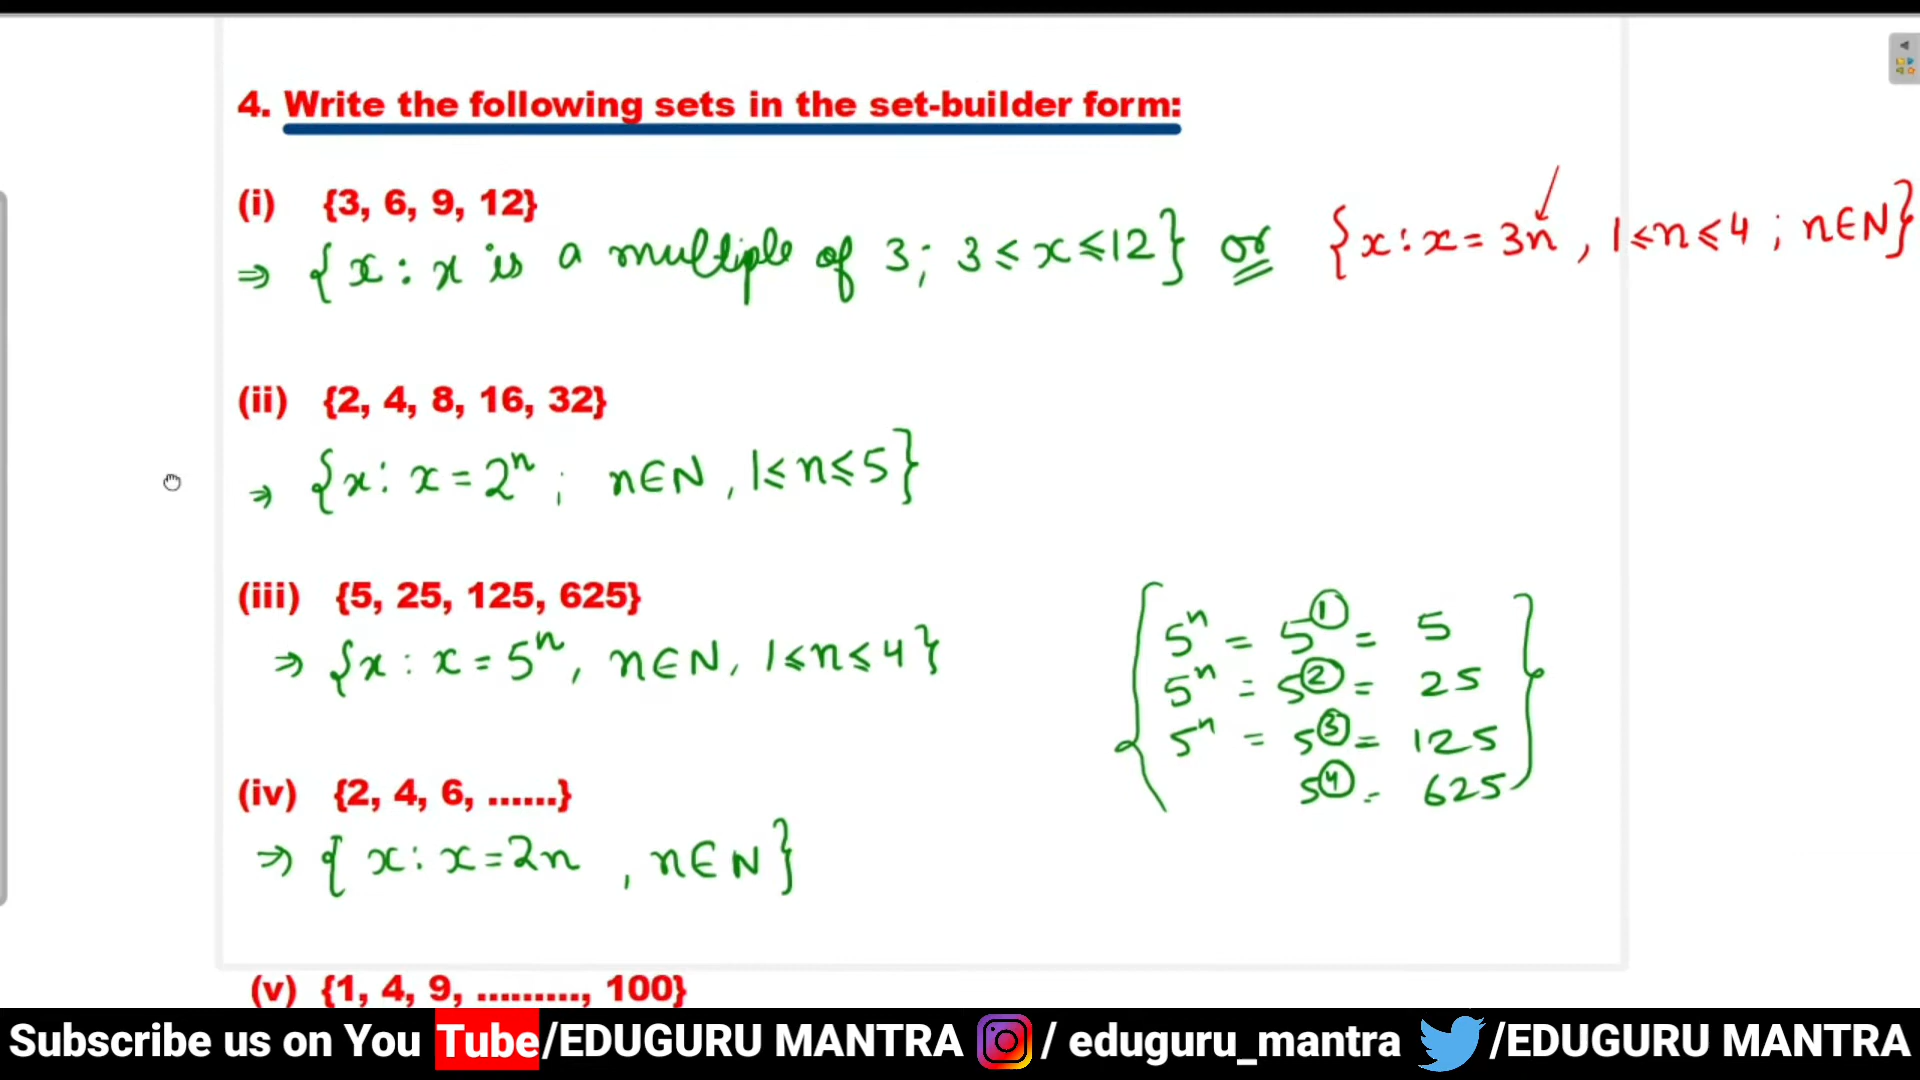 4. Write the following sets in the set-builder form:
(i) {3, 6, 9, 12}
⇒ {x : x is a multiple of 3; 3 ≤ x ≤ 12} or {x : x = 3n, 1 ≤ n ≤ 4 ; n∈N}
(ii) {2, 4, 8, 16, 32}
⇒ {x : x = 2ⁿ ; n∈N, 1 ≤ n ≤ 5}
(iii) {5, 25, 125, 625}
⇒ {x : x = 5ⁿ, n∈N, 1 ≤ n ≤ 4}
5ⁿ = 5¹ = 5
5ⁿ = 5² = 25
5ⁿ = 5³ = 125
5⁴ = 625
(iv) {2, 4, 6, ......}
⇒ {x : x = 2n , n∈N}
(v) {1, 4, 9, ........., 100}
Subscribe us on You Tube/EDUGURU MANTRA / eduguru_mantra /EDUGURU MANTRA